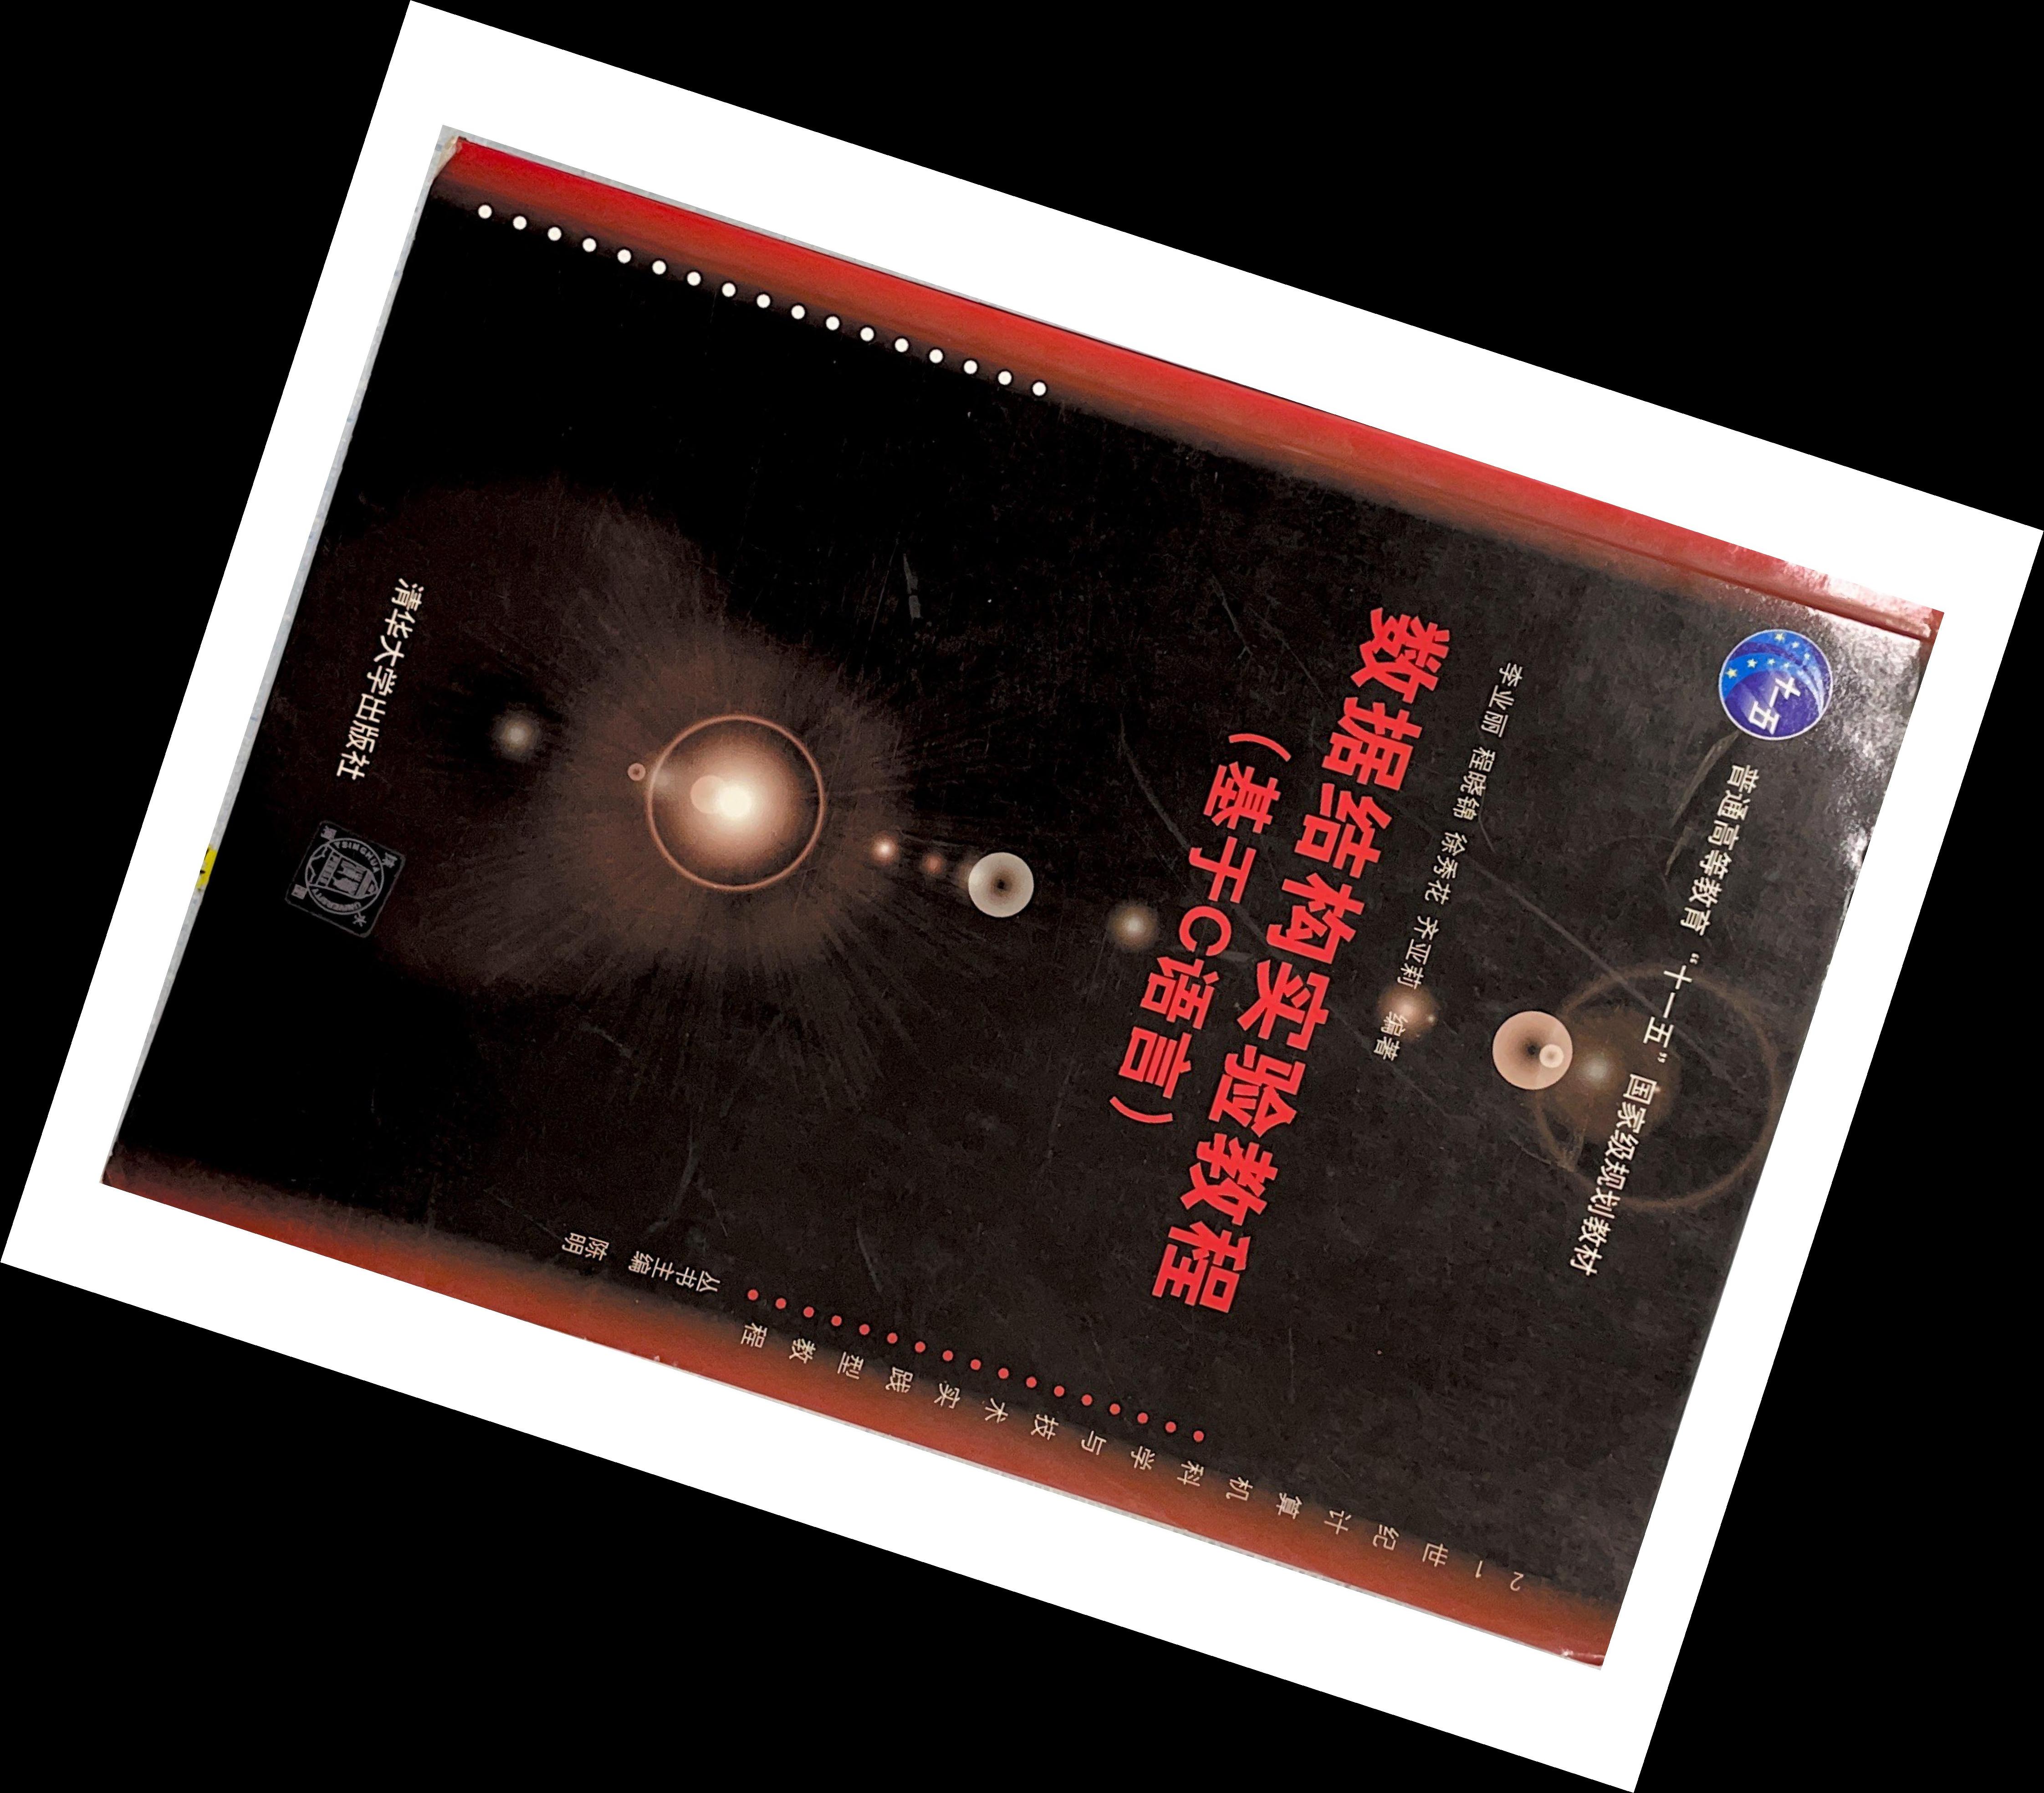 十一五
普通高等教育“十一五”国家级规划教材
李业丽 程晓锦 徐秀花 齐亚莉 编著
数据结构实验教程
（基于C语言）
21世纪计算机科学与技术实践型教程
丛书主编 陈明
清华大学出版社